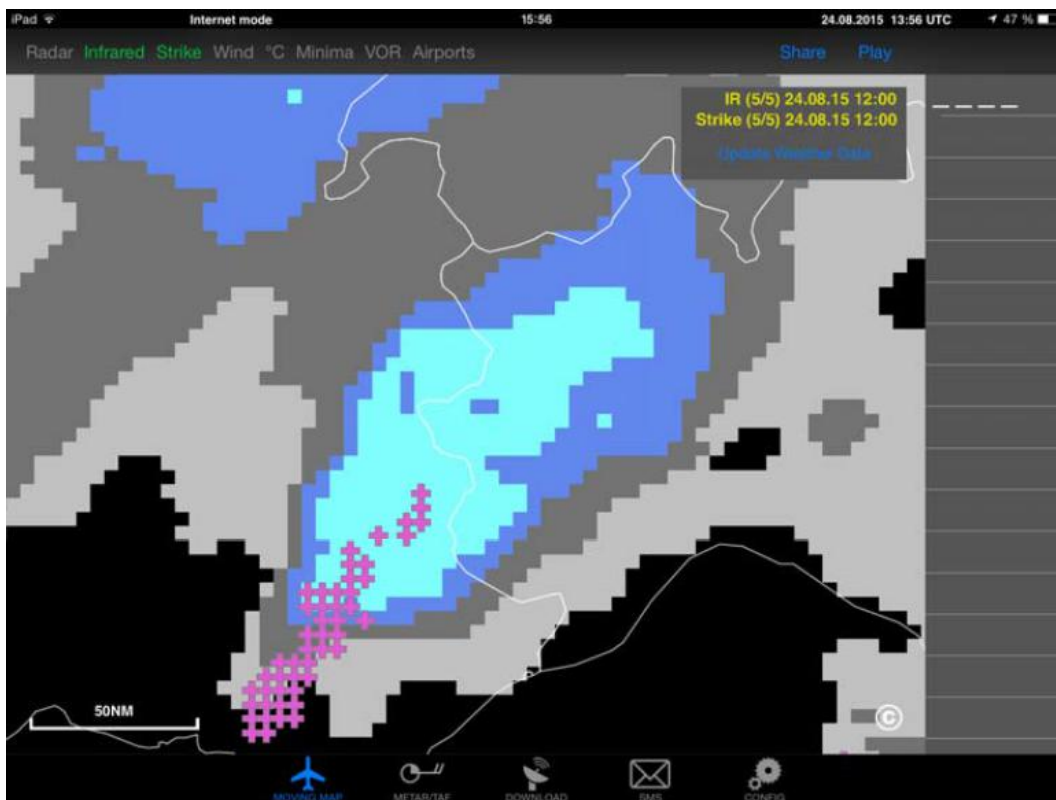 iPad Internet mode 15:56 24.08.2015 13:56 UTC 47 %
Radar Infrared Strike Wind °C Minima VOR Airports Share Play
IR (5/5) 24.08.15 12:00
Strike (5/5) 24.08.15 12:00
Update Weather Data
50NM
©
MOVING MAP METAR/TAF DOWNLOAD SMS CONFIG